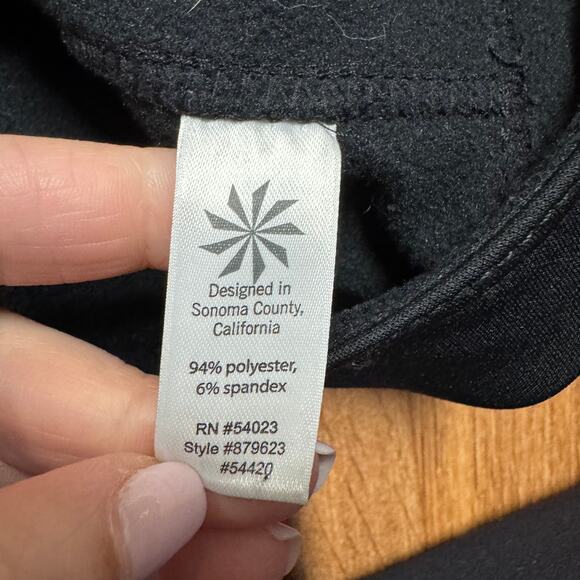 Designed in
Sonoma County,
California
94% polyester,
6% spandex
RN #54023
Style #879623
#54420